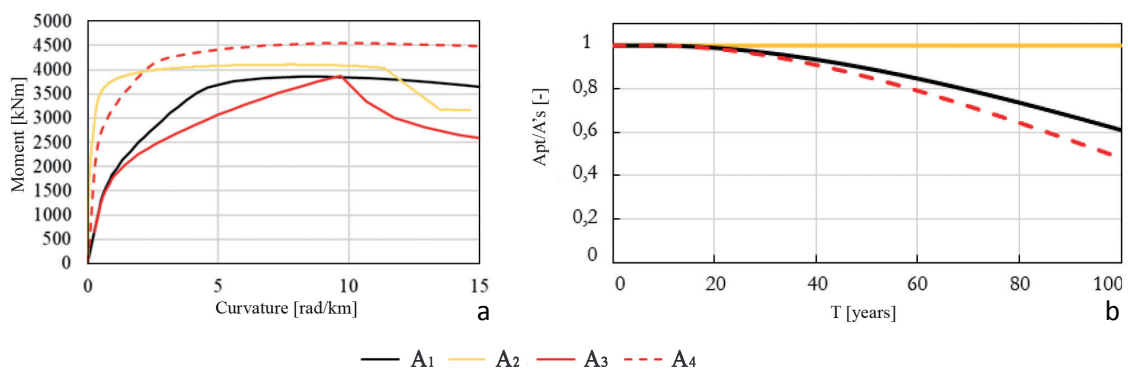 5000
4500
4000
3500
3000
2500
2000
1500
1000
500
0
Moment [kNm]
0 5 10 15
Curvature [rad/km]
a
1
0,8
0,6
0,4
0,2
0
Apt/A's [-]
0 20 40 60 80 100
T [years]
b
A1 A2 A3 A4